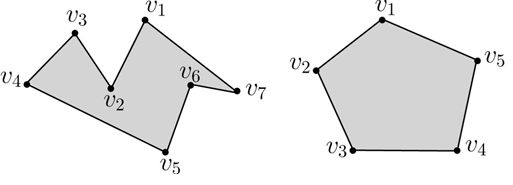 v₃ v₁
v₄ v₂ v₆ v₇
v₅
v₁
v₂ v₅
v₃ v₄